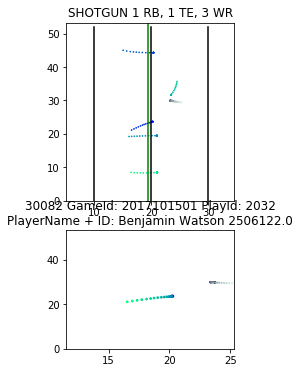 SHOTGUN 1 RB, 1 TE, 3 WR
50
40
30
20
10
0
10 20 30
30082 GameId: 2017101501 PlayId: 2032
PlayerName + ID: Benjamin Watson 2506122.0
40
20
0
15 20 25